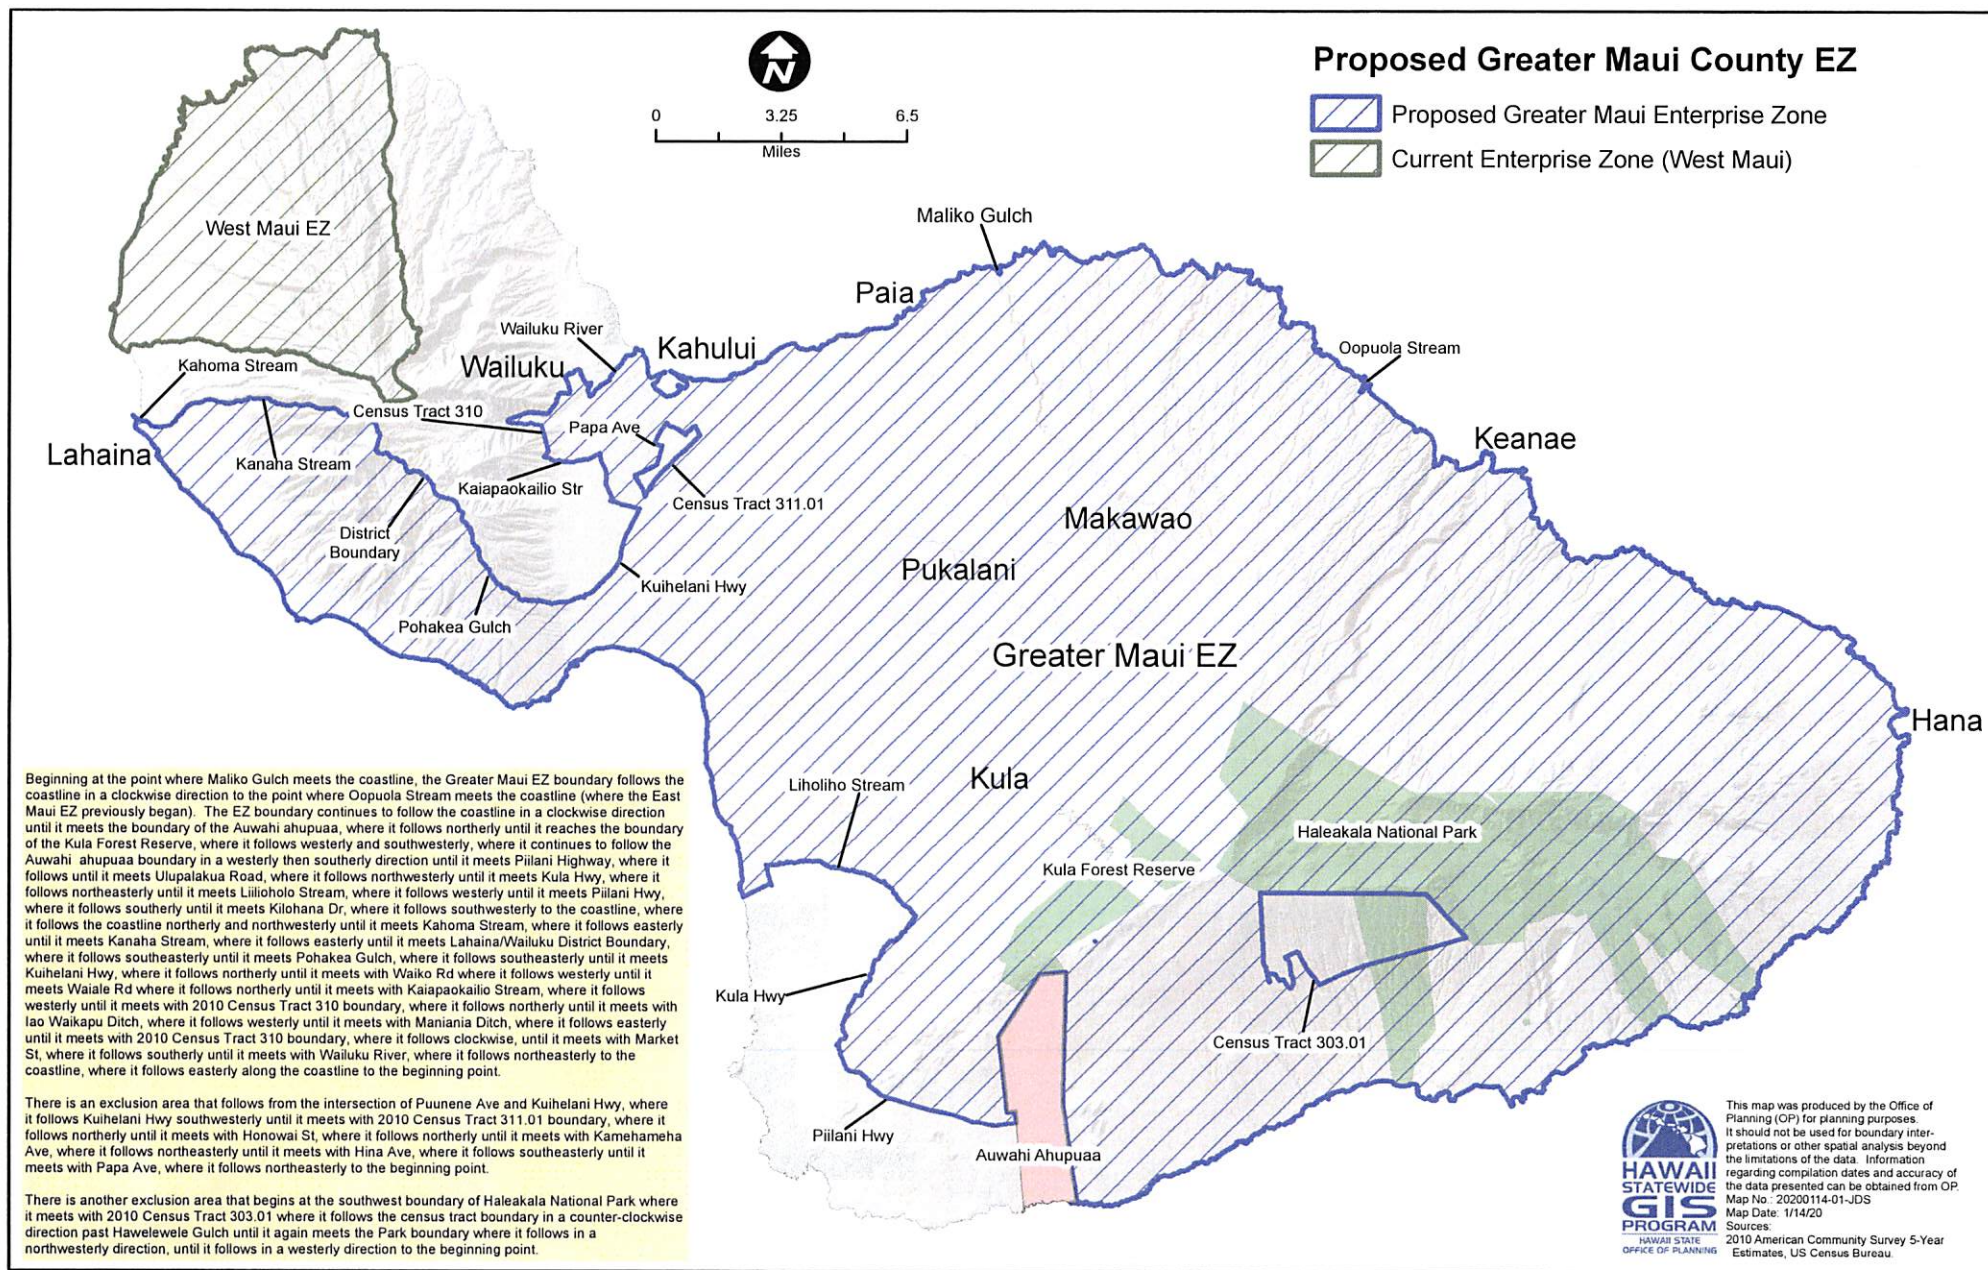 Proposed Greater Maui County EZ
Proposed Greater Maui Enterprise Zone
Current Enterprise Zone (West Maui)
N
0 3.25 6.5
Miles
West Maui EZ
Maliko Gulch
Paia
Wailuku River
Kahului
Wailuku
Oopuola Stream
Kahoma Stream
Census Tract 310
Papa Ave
Keanae
Lahaina
Kanaha Stream
Kaiapaokailio Str
Census Tract 311.01
Makawao
District
Boundary
Pukalani
Kuihelani Hwy
Pohakea Gulch
Greater Maui EZ
Hana
Kula
Liholiho Stream
Haleakala National Park
Kula Forest Reserve
Kula Hwy
Census Tract 303.01
Piilani Hwy
Auwahi Ahupuaa
Beginning at the point where Maliko Gulch meets the coastline, the Greater Maui EZ boundary follows the
coastline in a clockwise direction to the point where Oopuola Stream meets the coastline (where the East
Maui EZ previously began). The EZ boundary continues to follow the coastline in a clockwise direction
until it meets the boundary of the Auwahi ahupuaa, where it follows northerly until it reaches the boundary
of the Kula Forest Reserve, where it follows westerly and southwesterly, where it continues to follow the
Auwahi ahupuaa boundary in a westerly then southerly direction until it meets Piilani Highway, where it
follows until it meets Ulupalakua Road, where it follows northwesterly until it meets Kula Hwy, where it
follows northeasterly until it meets Liilioholo Stream, where it follows westerly until it meets Piilani Hwy,
where it follows southerly until it meets Kilohana Dr, where it follows southwesterly to the coastline, where
it follows the coastline northerly and northwesterly until it meets Kahoma Stream, where it follows easterly
until it meets Kanaha Stream, where it follows easterly until it meets Lahaina/Wailuku District Boundary,
where it follows southeasterly until it meets Pohakea Gulch, where it follows southeasterly until it meets
Kuihelani Hwy, where it follows northerly until it meets with Waiko Rd where it follows westerly until it
meets Waiale Rd where it follows northerly until it meets with Kaiapaokailio Stream, where it follows
westerly until it meets with 2010 Census Tract 310 boundary, where it follows northerly until it meets with
Iao Waikapu Ditch, where it follows westerly until it meets with Maniania Ditch, where it follows easterly
until it meets with 2010 Census Tract 310 boundary, where it follows clockwise, until it meets with Market
St, where it follows southerly until it meets with Wailuku River, where it follows northeasterly to the
coastline, where it follows easterly along the coastline to the beginning point.
There is an exclusion area that follows from the intersection of Puunene Ave and Kuihelani Hwy, where
it follows Kuihelani Hwy southwesterly until it meets with 2010 Census Tract 311.01 boundary, where it
follows northerly until it meets with Honowai St, where it follows northerly until it meets with Kamehameha
Ave, where it follows northeasterly until it meets with Hina Ave, where it follows southeasterly until it
meets with Papa Ave, where it follows northeasterly to the beginning point.
There is another exclusion area that begins at the southwest boundary of Haleakala National Park where
it meets with 2010 Census Tract 303.01 where it follows the census tract boundary in a counter-clockwise
direction past Hawelewele Gulch until it again meets the Park boundary where it follows in a
northwesterly direction, until it follows in a westerly direction to the beginning point.
HAWAII
STATEWIDE
GIS
PROGRAM
HAWAII STATE
OFFICE OF PLANNING
This map was produced by the Office of
Planning (OP) for planning purposes.
It should not be used for boundary inter-
pretations or other spatial analysis beyond
the limitations of the data. Information
regarding compilation dates and accuracy of
the data presented can be obtained from OP.
Map No.: 20200114-01-JDS
Map Date: 1/14/20
Sources:
2010 American Community Survey 5-Year
Estimates, US Census Bureau.